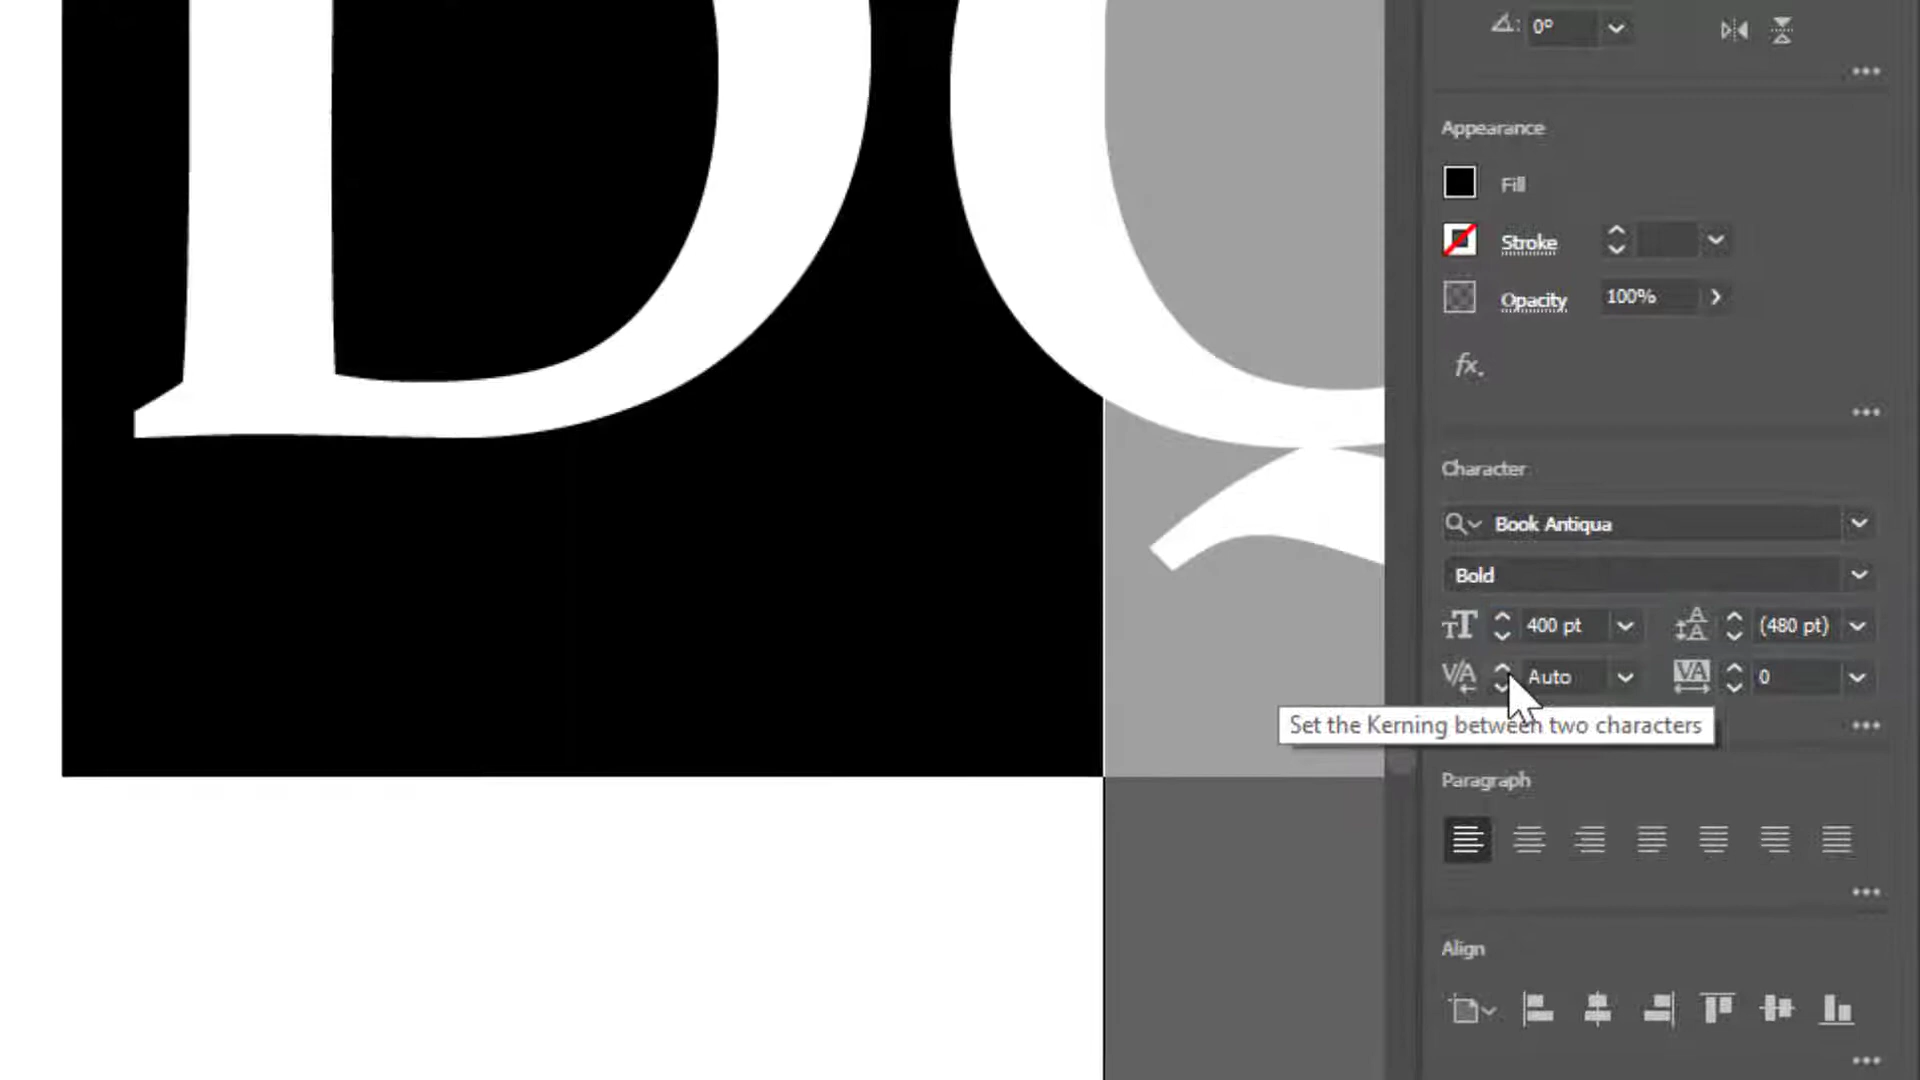 0°
Appearance
Fill
Stroke
Opacity 100%
fx.
Character
Book Antiqua
Bold
400 pt (480 pt)
Auto 0
Set the Kerning between two characters
Paragraph
Align